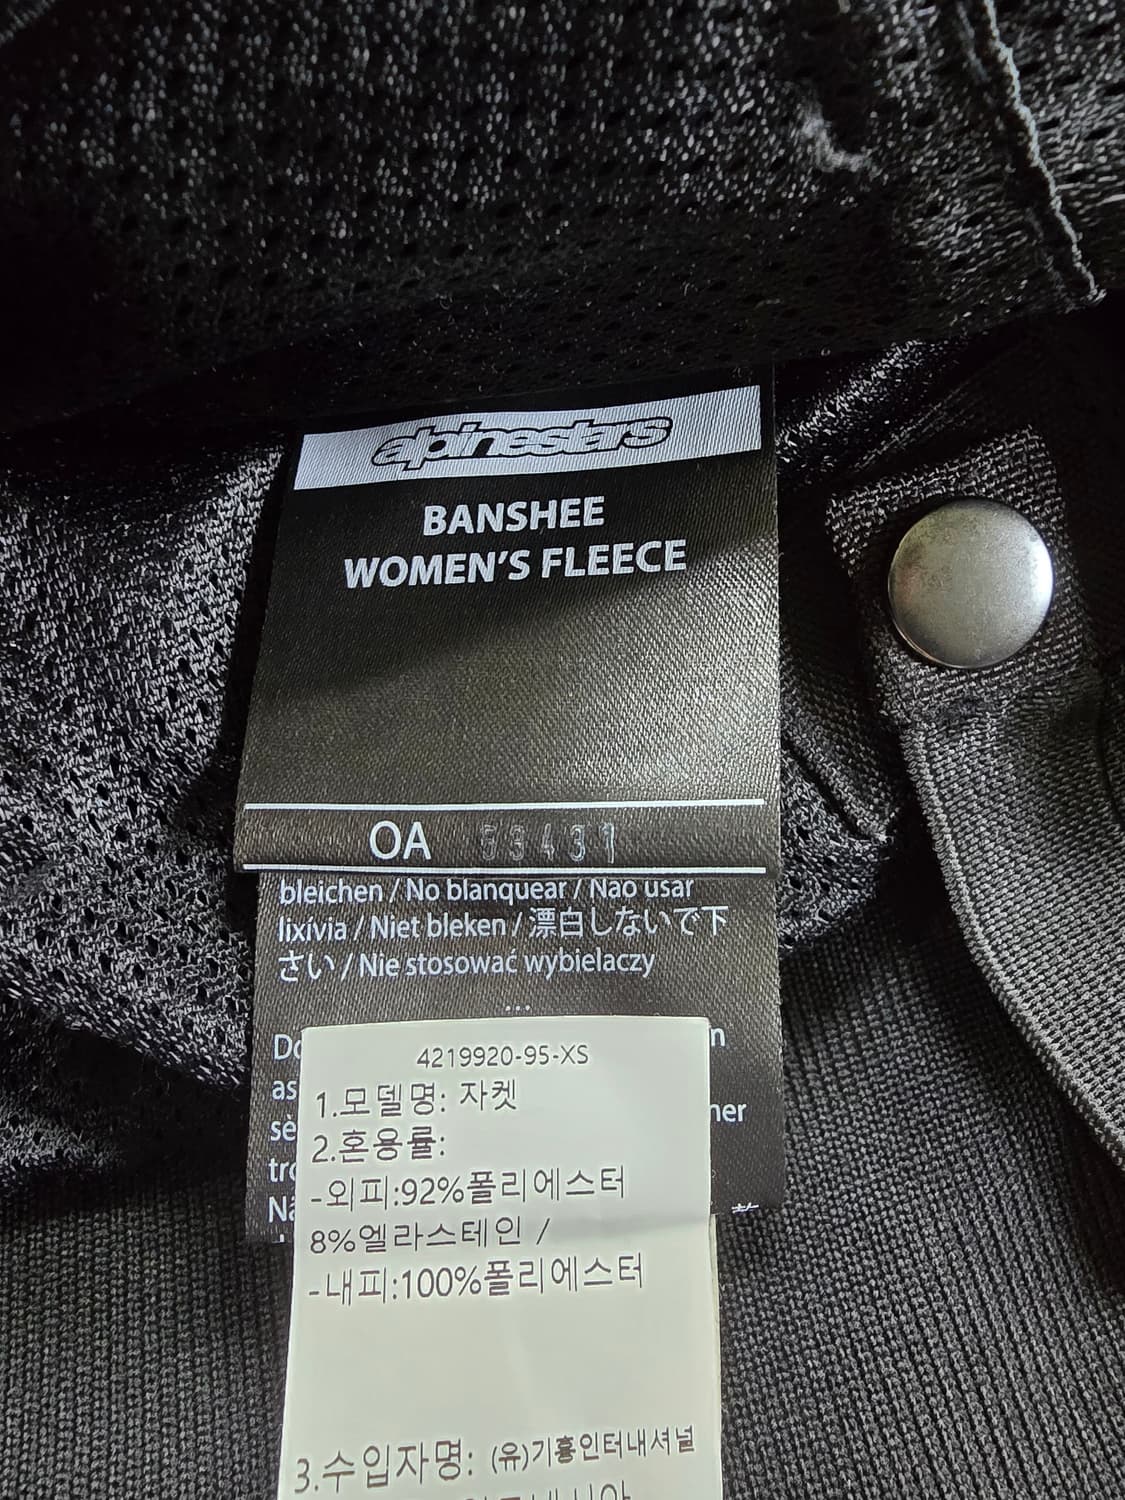 alpinestars
BANSHEE
WOMEN'S FLEECE
OA 53431
bleichen / No blanquear / Nao usar
lixívia / Niet bleken / 漂白しないで下
さい / Nie stosować wybielaczy
...
4219920-95-XS
1.모델명: 자켓
2.혼용률:
-외피:92%폴리에스터
8%엘라스테인 /
-내피:100%폴리에스터
3.수입자명: (유)기흥인터내셔널